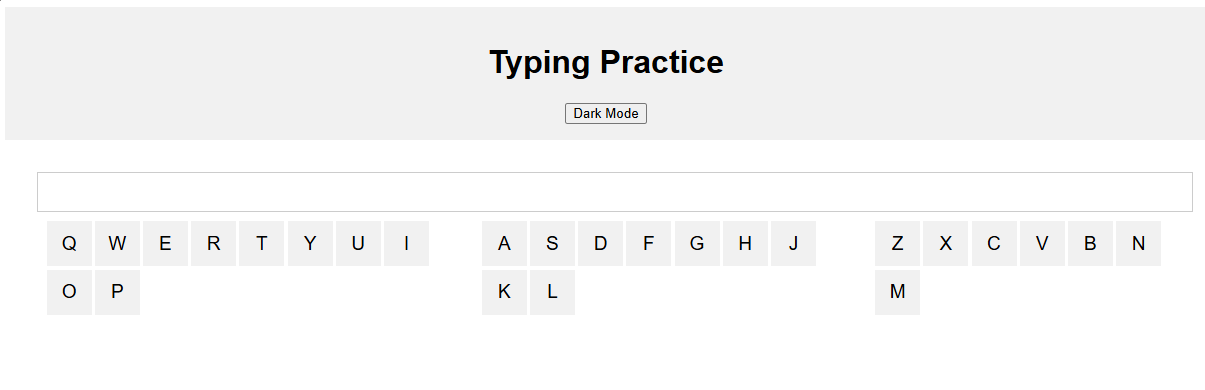 Typing Practice
Dark Mode
Q W E R T Y U I
O P
A S D F G H J
K L
Z X C V B N
M